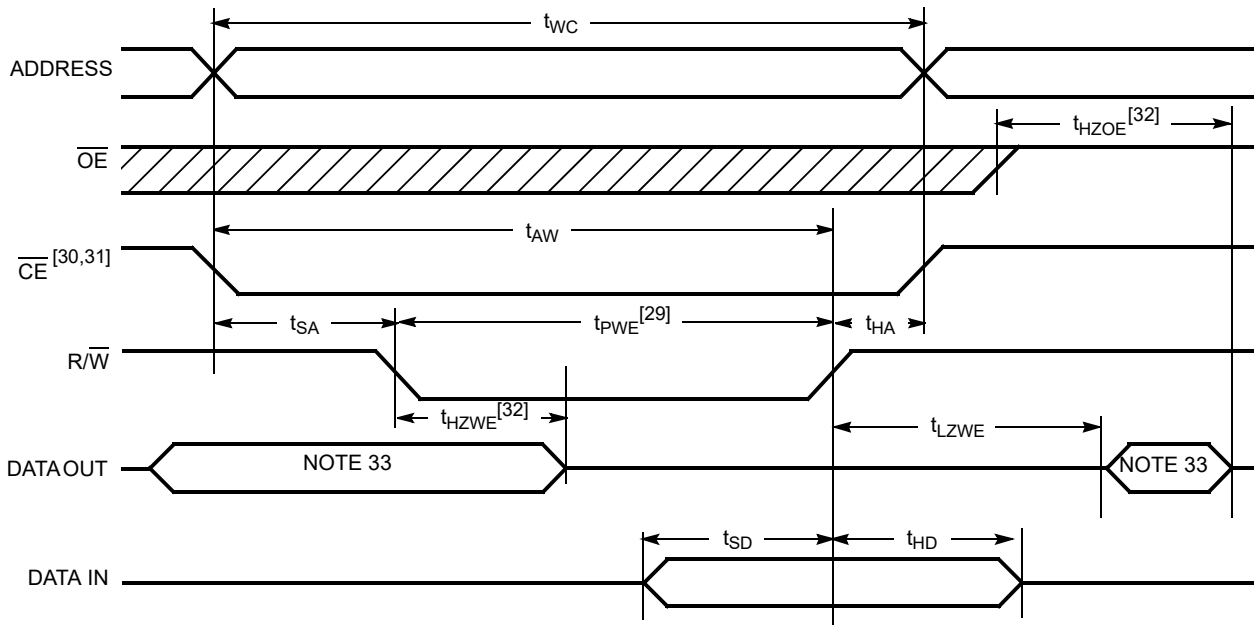 tWC
ADDRESS
tHZOE[32]
OE
tAW
CE [30,31]
tSA
tPWE[29]
tHA
R/W
tHZWE[32]
tLZWE
DATA OUT
NOTE 33
NOTE 33
tSD
tHD
DATA IN